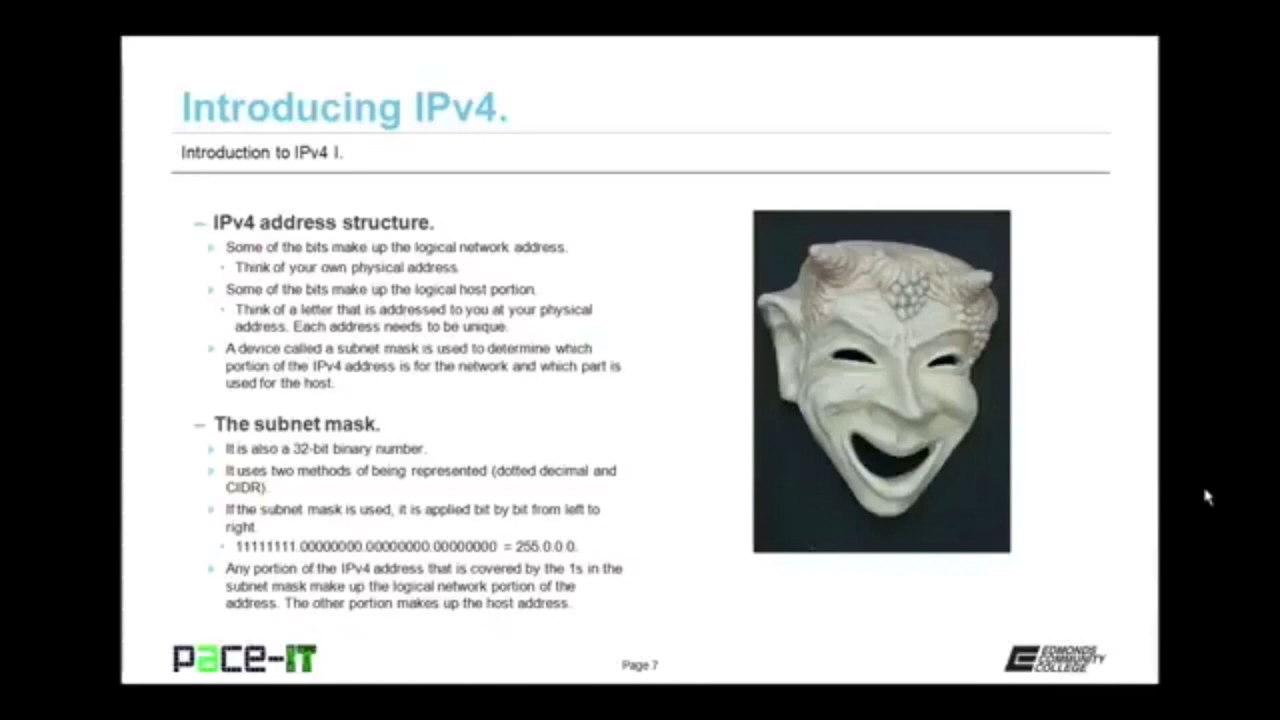 Introducing IPv4.
Introduction to IPv4 I.
– IPv4 address structure.
» Some of the bits make up the logical network address.
• Think of your own physical address.
» Some of the bits make up the logical host portion.
• Think of a letter that is addressed to you at your physical
address. Each address needs to be unique.
» A device called a subnet mask is used to determine which
portion of the IPv4 address is for the network and which part is
used for the host.
– The subnet mask.
» It is also a 32-bit binary number.
» It uses two methods of being represented (dotted decimal and
CIDR).
» If the subnet mask is used, it is applied bit by bit from left to
right.
• 11111111.00000000.00000000.00000000 = 255.0.0.0.
» Any portion of the IPv4 address that is covered by the 1s in the
subnet mask make up the logical network portion of the
address. The other portion makes up the host address.
pace-IT
Page 7
EDMONDS
COMMUNITY
COLLEGE